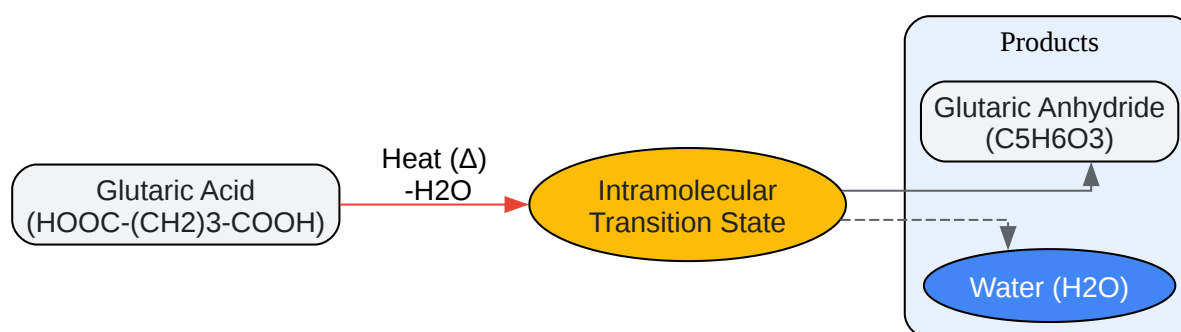 Products
Glutaric Anhydride
(C5H6O3)
Heat (Δ)
-H2O
Glutaric Acid
(HOOC-(CH2)3-COOH)
Intramolecular
Transition State
Water (H2O)